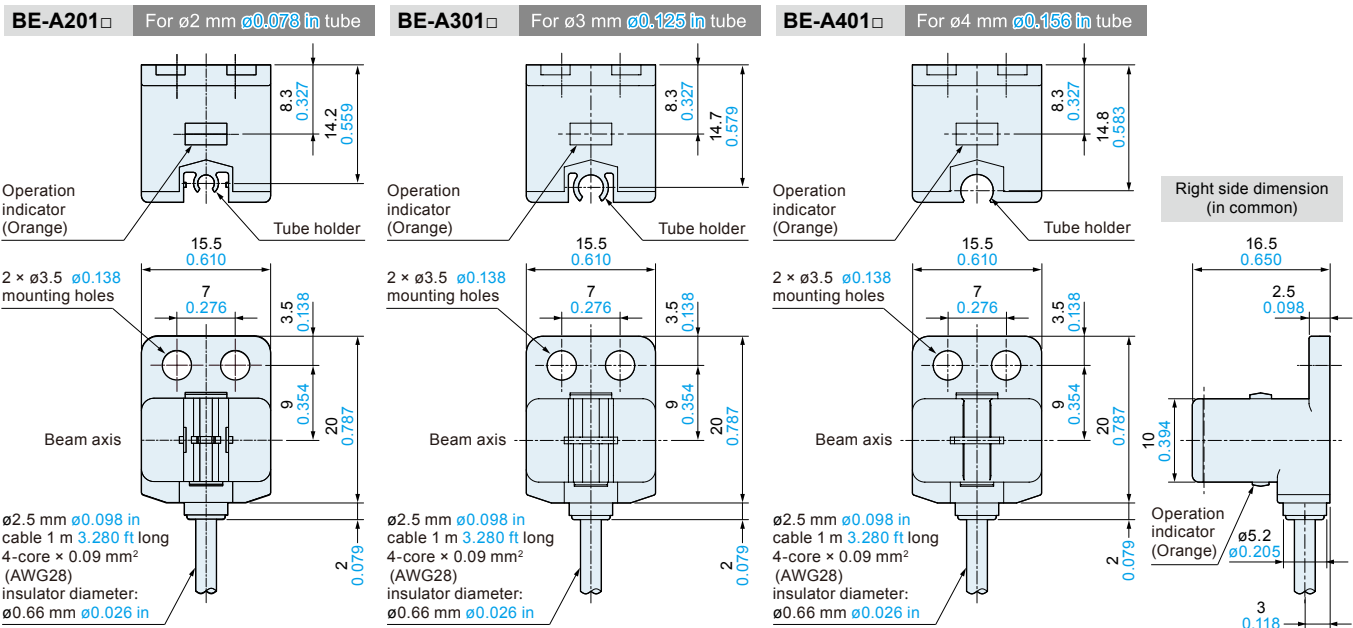 BE-A201□ For ø2 mm ø0.078 in tube
8.3
0.327
14.2
0.559
Operation
indicator
(Orange)
Tube holder
15.5
0.610
2 × ø3.5 ø0.138
mounting holes
7
0.276
3.5
0.138
9
0.354
20
0.787
Beam axis
ø2.5 mm ø0.098 in
cable 1 m 3.280 ft long
4-core × 0.09 mm²
(AWG28)
insulator diameter:
ø0.66 mm ø0.026 in
2
0.079
BE-A301□ For ø3 mm ø0.125 in tube
8.3
0.327
14.7
0.579
Operation
indicator
(Orange)
Tube holder
15.5
0.610
2 × ø3.5 ø0.138
mounting holes
7
0.276
3.5
0.138
9
0.354
20
0.787
Beam axis
ø2.5 mm ø0.098 in
cable 1 m 3.280 ft long
4-core × 0.09 mm²
(AWG28)
insulator diameter:
ø0.66 mm ø0.026 in
2
0.079
BE-A401□ For ø4 mm ø0.156 in tube
8.3
0.327
14.8
0.583
Operation
indicator
(Orange)
Tube holder
15.5
0.610
2 × ø3.5 ø0.138
mounting holes
7
0.276
3.5
0.138
9
0.354
20
0.787
Beam axis
ø2.5 mm ø0.098 in
cable 1 m 3.280 ft long
4-core × 0.09 mm²
(AWG28)
insulator diameter:
ø0.66 mm ø0.026 in
2
0.079
Right side dimension
(in common)
16.5
0.650
2.5
0.098
10
0.394
Operation
indicator
(Orange)
ø5.2
ø0.205
3
0.118